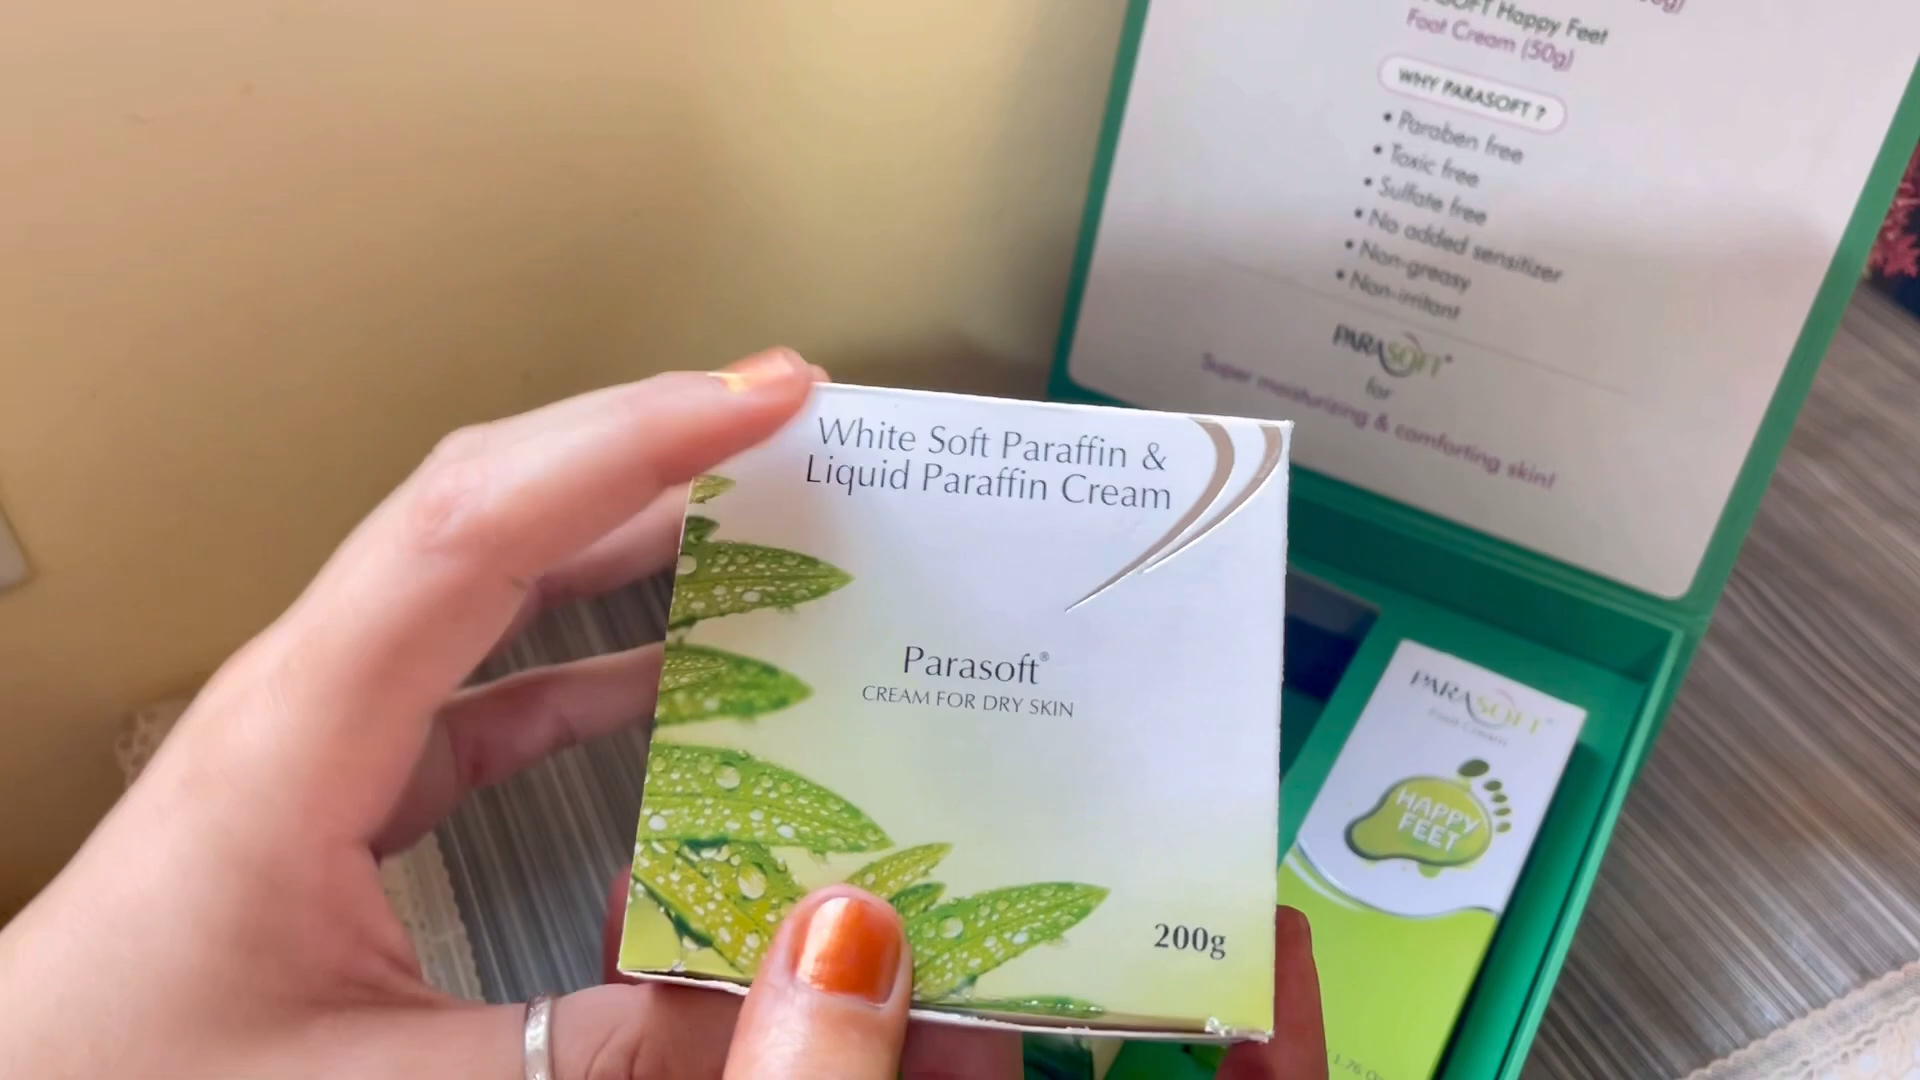 Happy Feet
Foot Cream (50g)
WHY PARASOFT ?
• Paraben free
• Toxic free
• Sulfate free
• No added sensitizer
• Non-greasy
• Non-irritant
PARASOFT®
for
Super moisturizing & comforting skin!
White Soft Paraffin &
Liquid Paraffin Cream
Parasoft®
CREAM FOR DRY SKIN
200g
PARASOFT®
Foot Cream
HAPPY
FEET